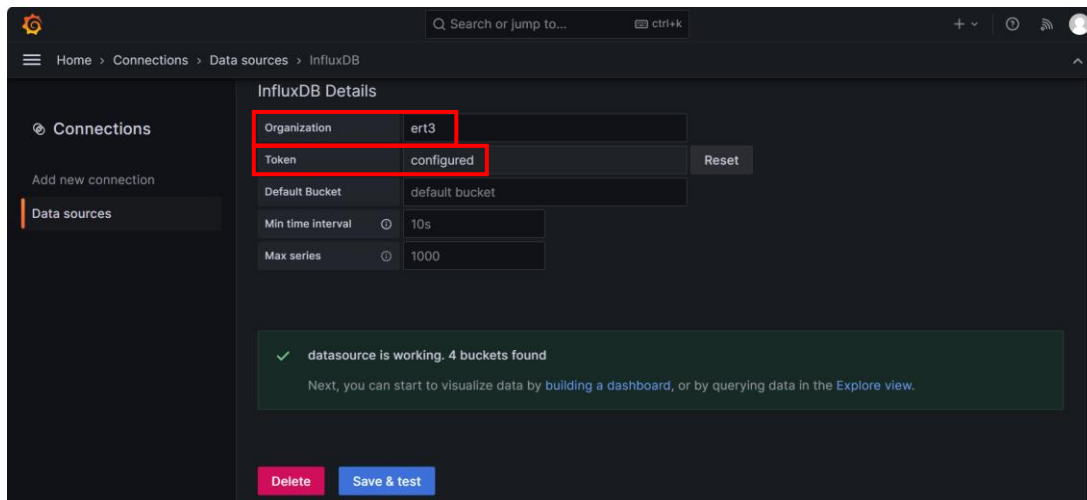 Search or jump to... ctrl+k
Home › Connections › Data sources › InfluxDB
Connections
Add new connection
Data sources
InfluxDB Details
Organization ert3
Token configured Reset
Default Bucket default bucket
Min time interval 10s
Max series 1000
datasource is working. 4 buckets found
Next, you can start to visualize data by building a dashboard, or by querying data in the Explore view.
Delete Save & test